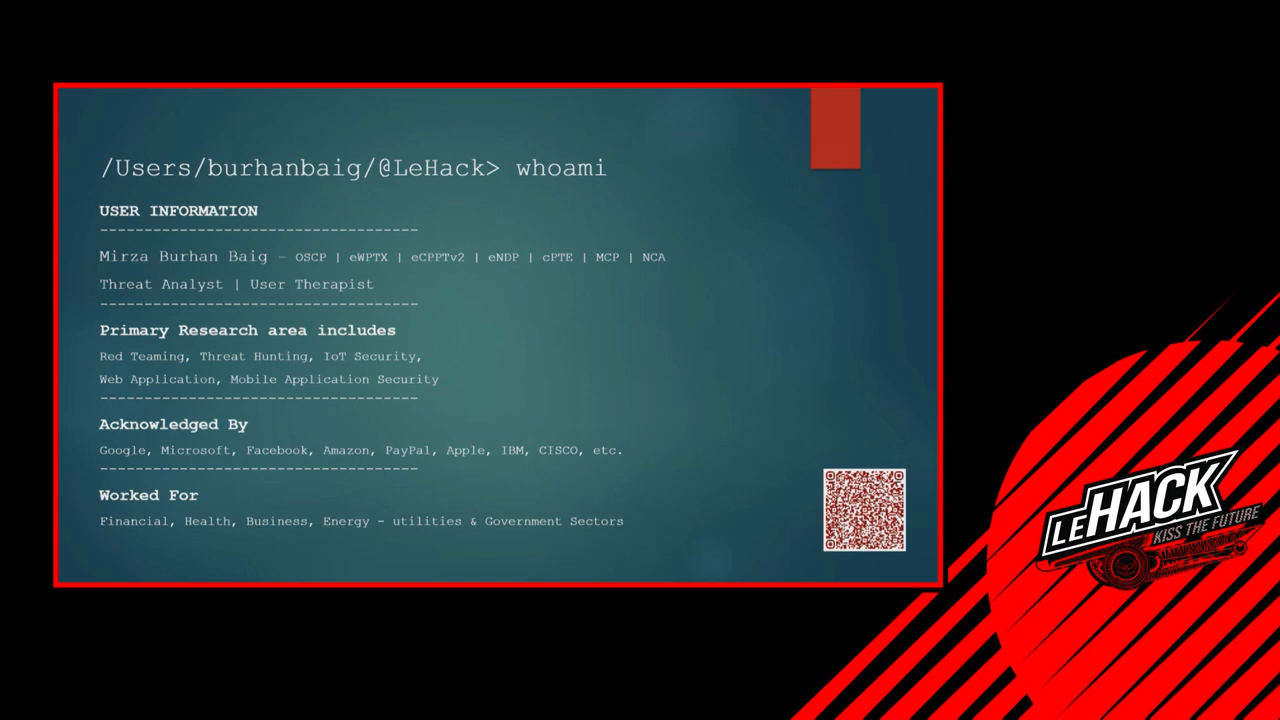 /Users/burhanbaig/@LeHack> whoami
USER INFORMATION
------------------------------------
Mirza Burhan Baig – OSCP | eWPTX | eCPPTv2 | eNDP | cPTE | MCP | NCA
Threat Analyst | User Therapist
------------------------------------
Primary Research area includes
Red Teaming, Threat Hunting, IoT Security,
Web Application, Mobile Application Security
------------------------------------
Acknowledged By
Google, Microsoft, Facebook, Amazon, PayPal, Apple, IBM, CISCO, etc.
------------------------------------
Worked For
Financial, Health, Business, Energy – utilities & Government Sectors
LEHACK
KISS THE FUTURE